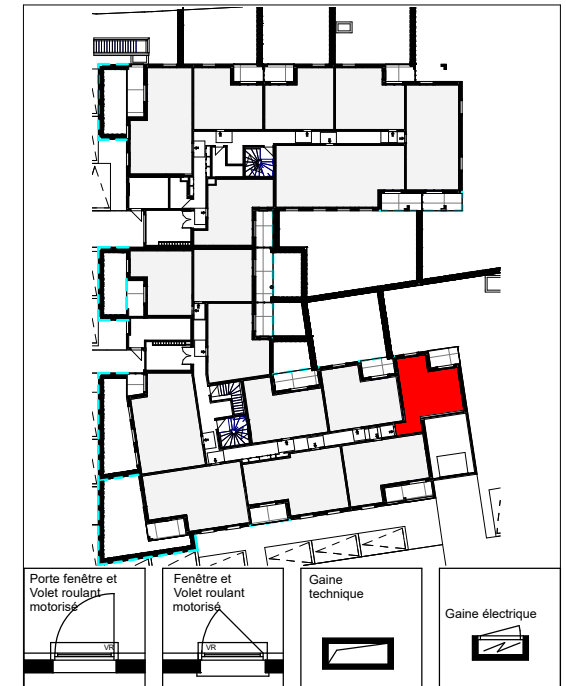 Porte fenêtre et
Volet roulant
motorisé
VR
Fenêtre et
Volet roulant
motorisé
VR
Gaine
technique
Gaine électrique